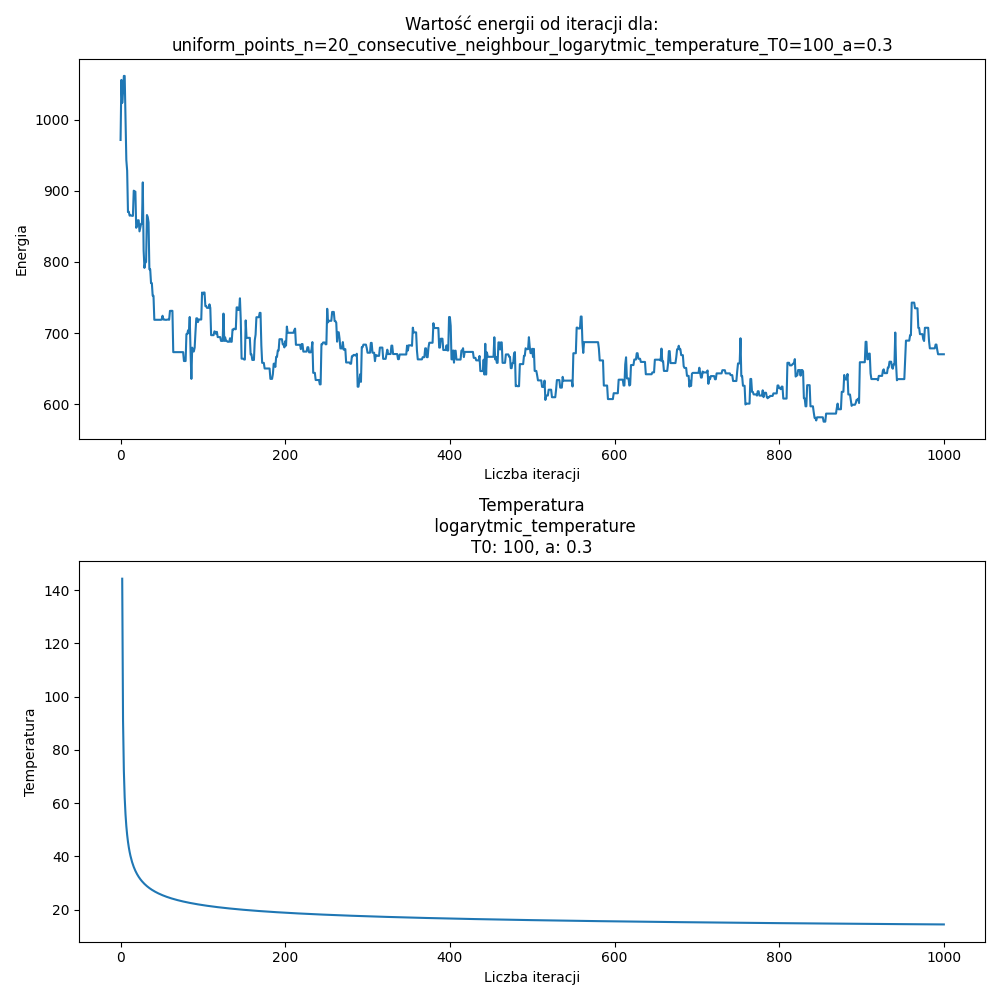 Wartość energii od iteracji dla:
uniform_points_n=20_consecutive_neighbour_logarytmic_temperature_T0=100_a=0.3
1000
900
800
700
600
Energia
0
200
400
600
800
1000
Liczba iteracji
Temperatura
logarytmic_temperature
T0: 100, a: 0.3
140
120
100
80
60
40
20
Temperatura
0
200
400
600
800
1000
Liczba iteracji